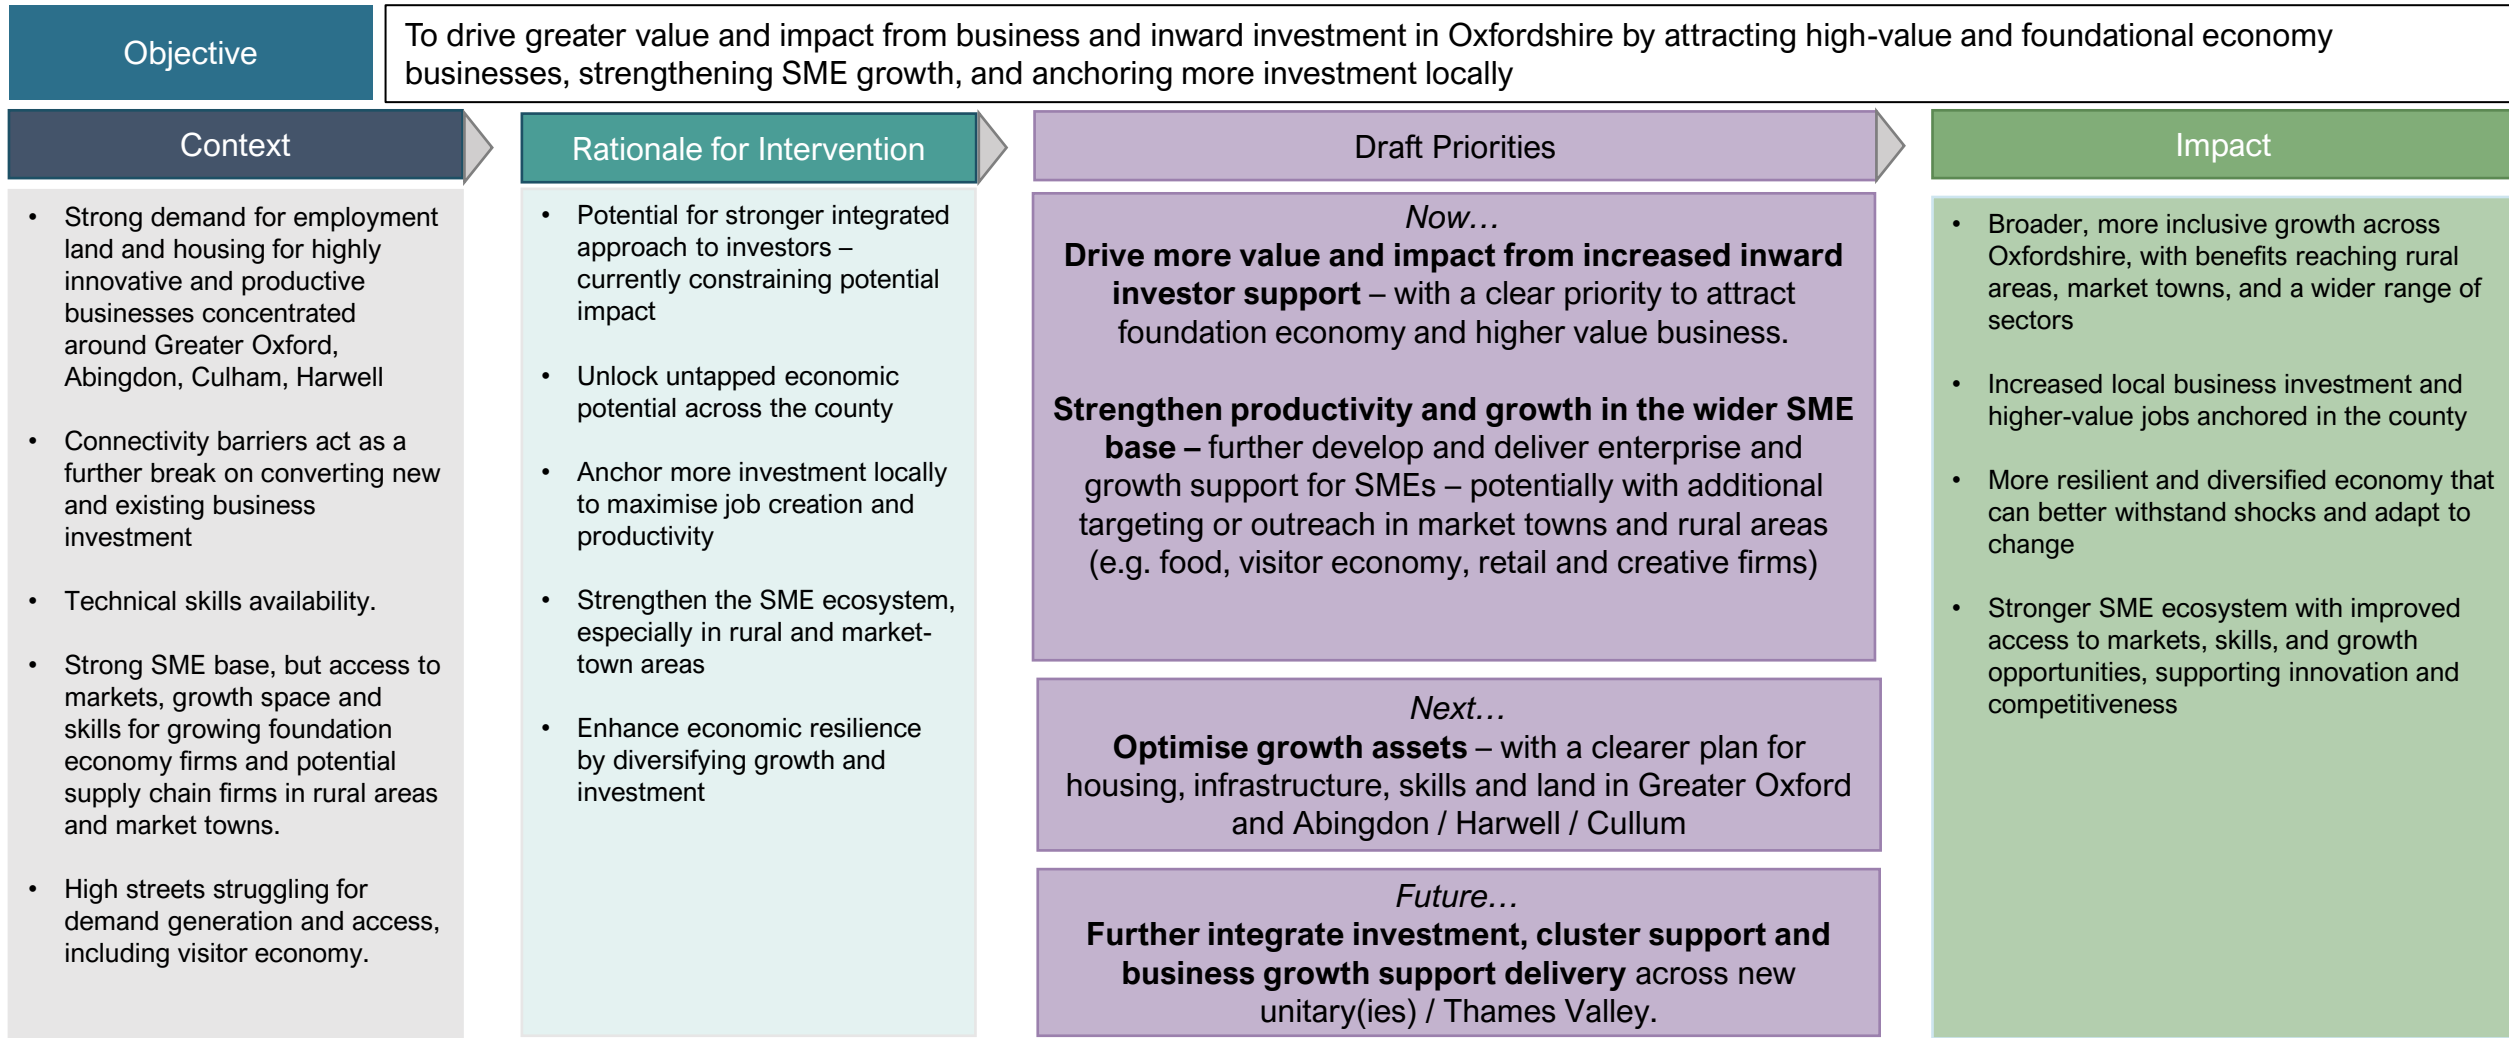 Objective
To drive greater value and impact from business and inward investment in Oxfordshire by attracting high-value and foundational economy
businesses, strengthening SME growth, and anchoring more investment locally
Context
• Strong demand for employment
land and housing for highly
innovative and productive
businesses concentrated
around Greater Oxford,
Abingdon, Culham, Harwell
• Connectivity barriers act as a
further break on converting new
and existing business
investment
• Technical skills availability.
• Strong SME base, but access to
markets, growth space and
skills for growing foundation
economy firms and potential
supply chain firms in rural areas
and market towns.
• High streets struggling for
demand generation and access,
including visitor economy.
Rationale for Intervention
• Potential for stronger integrated
approach to investors –
currently constraining potential
impact
• Unlock untapped economic
potential across the county
• Anchor more investment locally
to maximise job creation and
productivity
• Strengthen the SME ecosystem,
especially in rural and market-
town areas
• Enhance economic resilience
by diversifying growth and
investment
Draft Priorities
Now…
Drive more value and impact from increased inward
investor support – with a clear priority to attract
foundation economy and higher value business.
Strengthen productivity and growth in the wider SME
base – further develop and deliver enterprise and
growth support for SMEs – potentially with additional
targeting or outreach in market towns and rural areas
(e.g. food, visitor economy, retail and creative firms)
Next…
Optimise growth assets – with a clearer plan for
housing, infrastructure, skills and land in Greater Oxford
and Abingdon / Harwell / Cullum
Future…
Further integrate investment, cluster support and
business growth support delivery across new
unitary(ies) / Thames Valley.
Impact
• Broader, more inclusive growth across
Oxfordshire, with benefits reaching rural
areas, market towns, and a wider range of
sectors
• Increased local business investment and
higher-value jobs anchored in the county
• More resilient and diversified economy that
can better withstand shocks and adapt to
change
• Stronger SME ecosystem with improved
access to markets, skills, and growth
opportunities, supporting innovation and
competitiveness